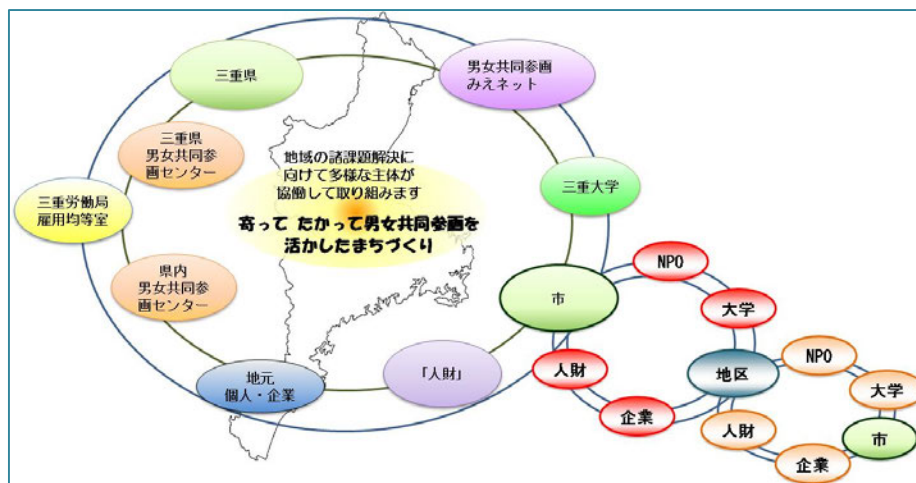 三重県
男女共同参画
みえネット
三重県
男女共同参
画センター
地域の諸課題解決に
向けて多様な主体が
協働して取り組みます
三重大学
三重労働局
雇用均等室
寄って たかって男女共同参画を
活かしたまちづくり
県内
男女共同参
画センター
市
NPO
大学
人財
地区
NPO
地元
個人・企業
「人財」
大学
企業
人財
市
企業